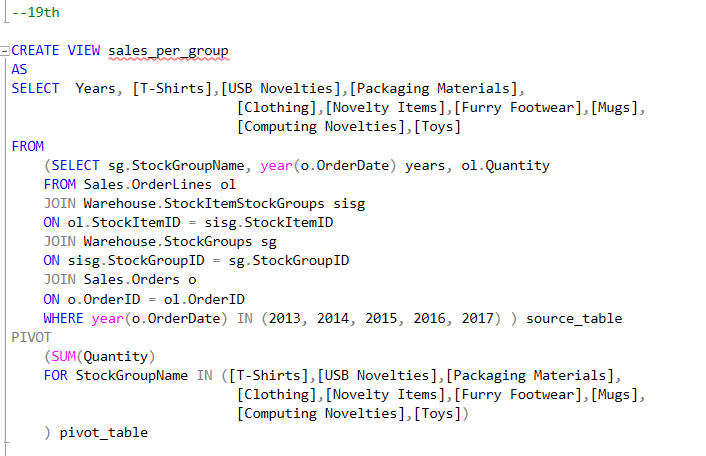 --19th
CREATE VIEW sales_per_group
AS
SELECT  Years, [T-Shirts],[USB Novelties],[Packaging Materials],
[Clothing],[Novelty Items],[Furry Footwear],[Mugs],
[Computing Novelties],[Toys]
FROM
(SELECT sg.StockGroupName, year(o.OrderDate) years, ol.Quantity
FROM Sales.OrderLines ol
JOIN Warehouse.StockItemStockGroups sisg
ON ol.StockItemID = sisg.StockItemID
JOIN Warehouse.StockGroups sg
ON sisg.StockGroupID = sg.StockGroupID
JOIN Sales.Orders o
ON o.OrderID = ol.OrderID
WHERE year(o.OrderDate) IN (2013, 2014, 2015, 2016, 2017) ) source_table
PIVOT
(SUM(Quantity)
FOR StockGroupName IN ([T-Shirts],[USB Novelties],[Packaging Materials],
[Clothing],[Novelty Items],[Furry Footwear],[Mugs],
[Computing Novelties],[Toys])
) pivot_table